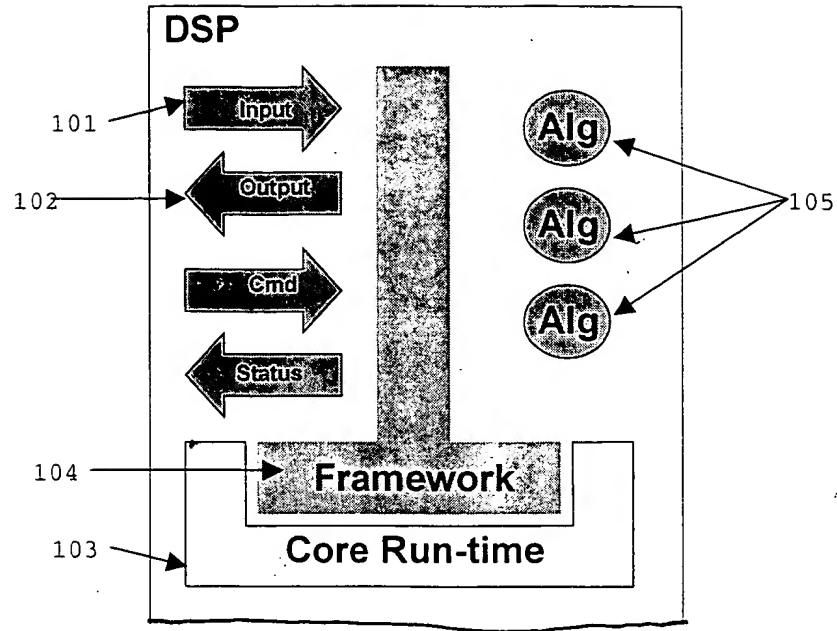 DSP
Input
101
Alg
Output
102
105
Alg
Cmd
Alg
Status
104
Framework
103
Core Run-time